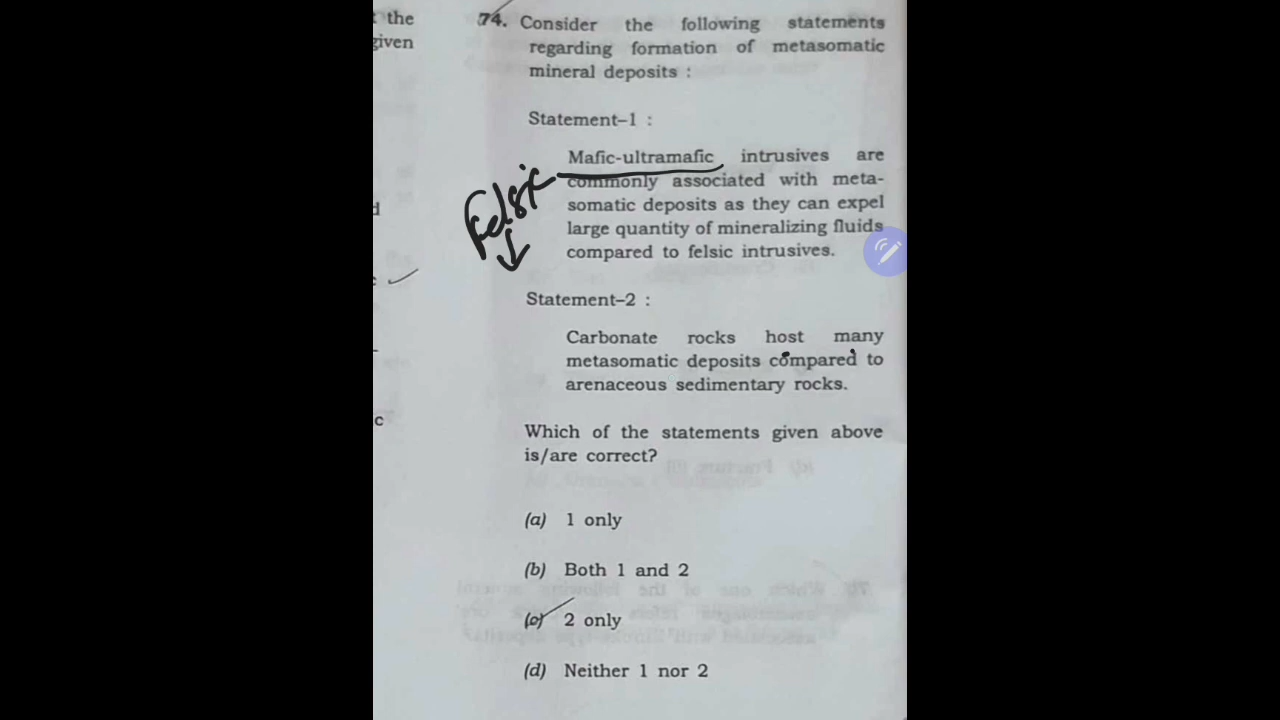 the
given
74. Consider the following statements
regarding formation of metasomatic
mineral deposits :
Statement–1 :
Mafic-ultramafic intrusives are
commonly associated with meta-
somatic deposits as they can expel
large quantity of mineralizing fluids
compared to felsic intrusives.
Felsic
Statement–2 :
Carbonate rocks host many
metasomatic deposits compared to
arenaceous sedimentary rocks.
Which of the statements given above
is/are correct?
(a) 1 only
(b) Both 1 and 2
(c) 2 only
(d) Neither 1 nor 2